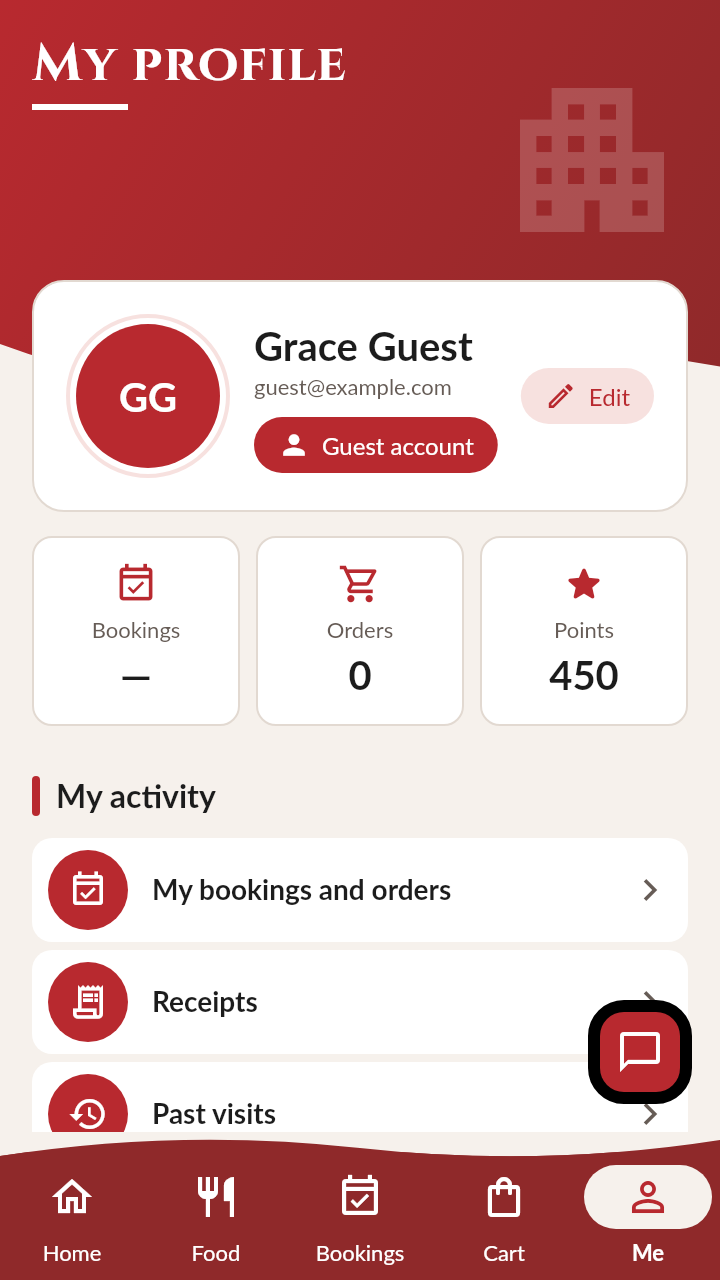 My profile
GG
Grace Guest
guest@example.com
Guest account
Edit
Bookings
—
Orders
0
Points
450
My activity
My bookings and orders
Receipts
Past visits
Home
Food
Bookings
Cart
Me